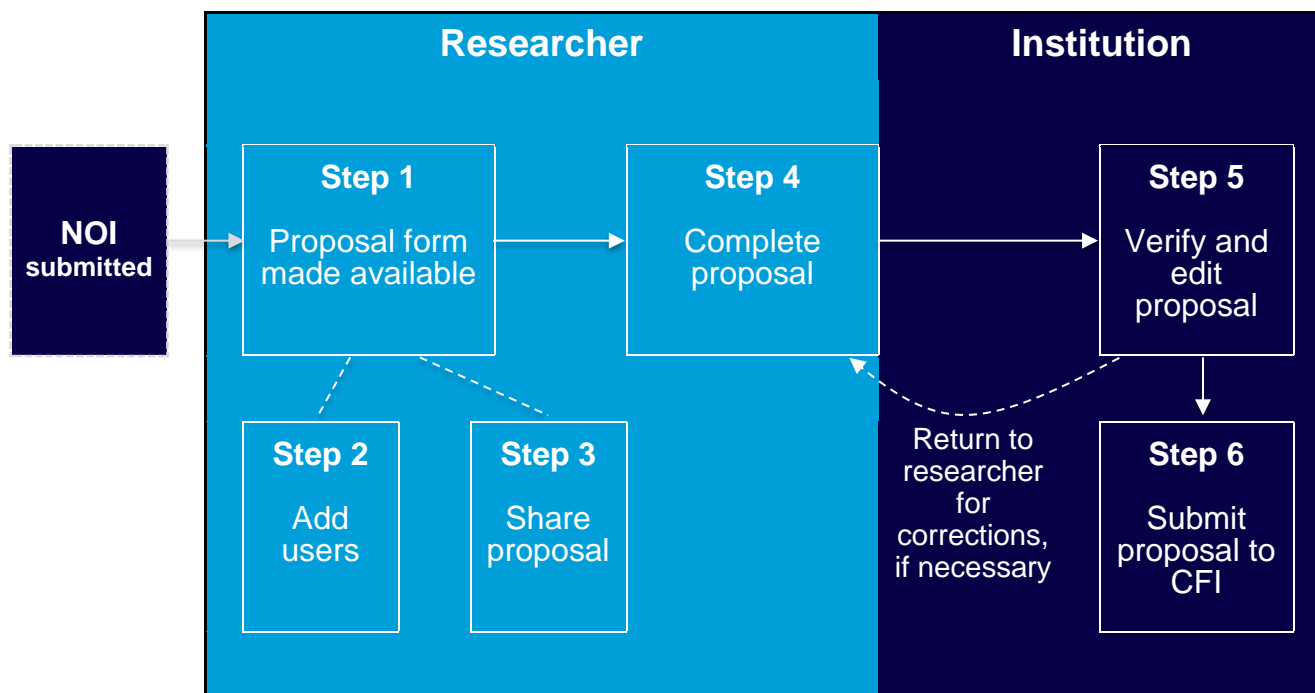 Researcher
Institution
NOI
submitted
Step 1
Proposal form
made available
Step 4
Complete
proposal
Step 5
Verify and
edit
proposal
Step 2
Add
users
Step 3
Share
proposal
Return to
researcher
for
corrections,
if necessary
Step 6
Submit
proposal to
CFI